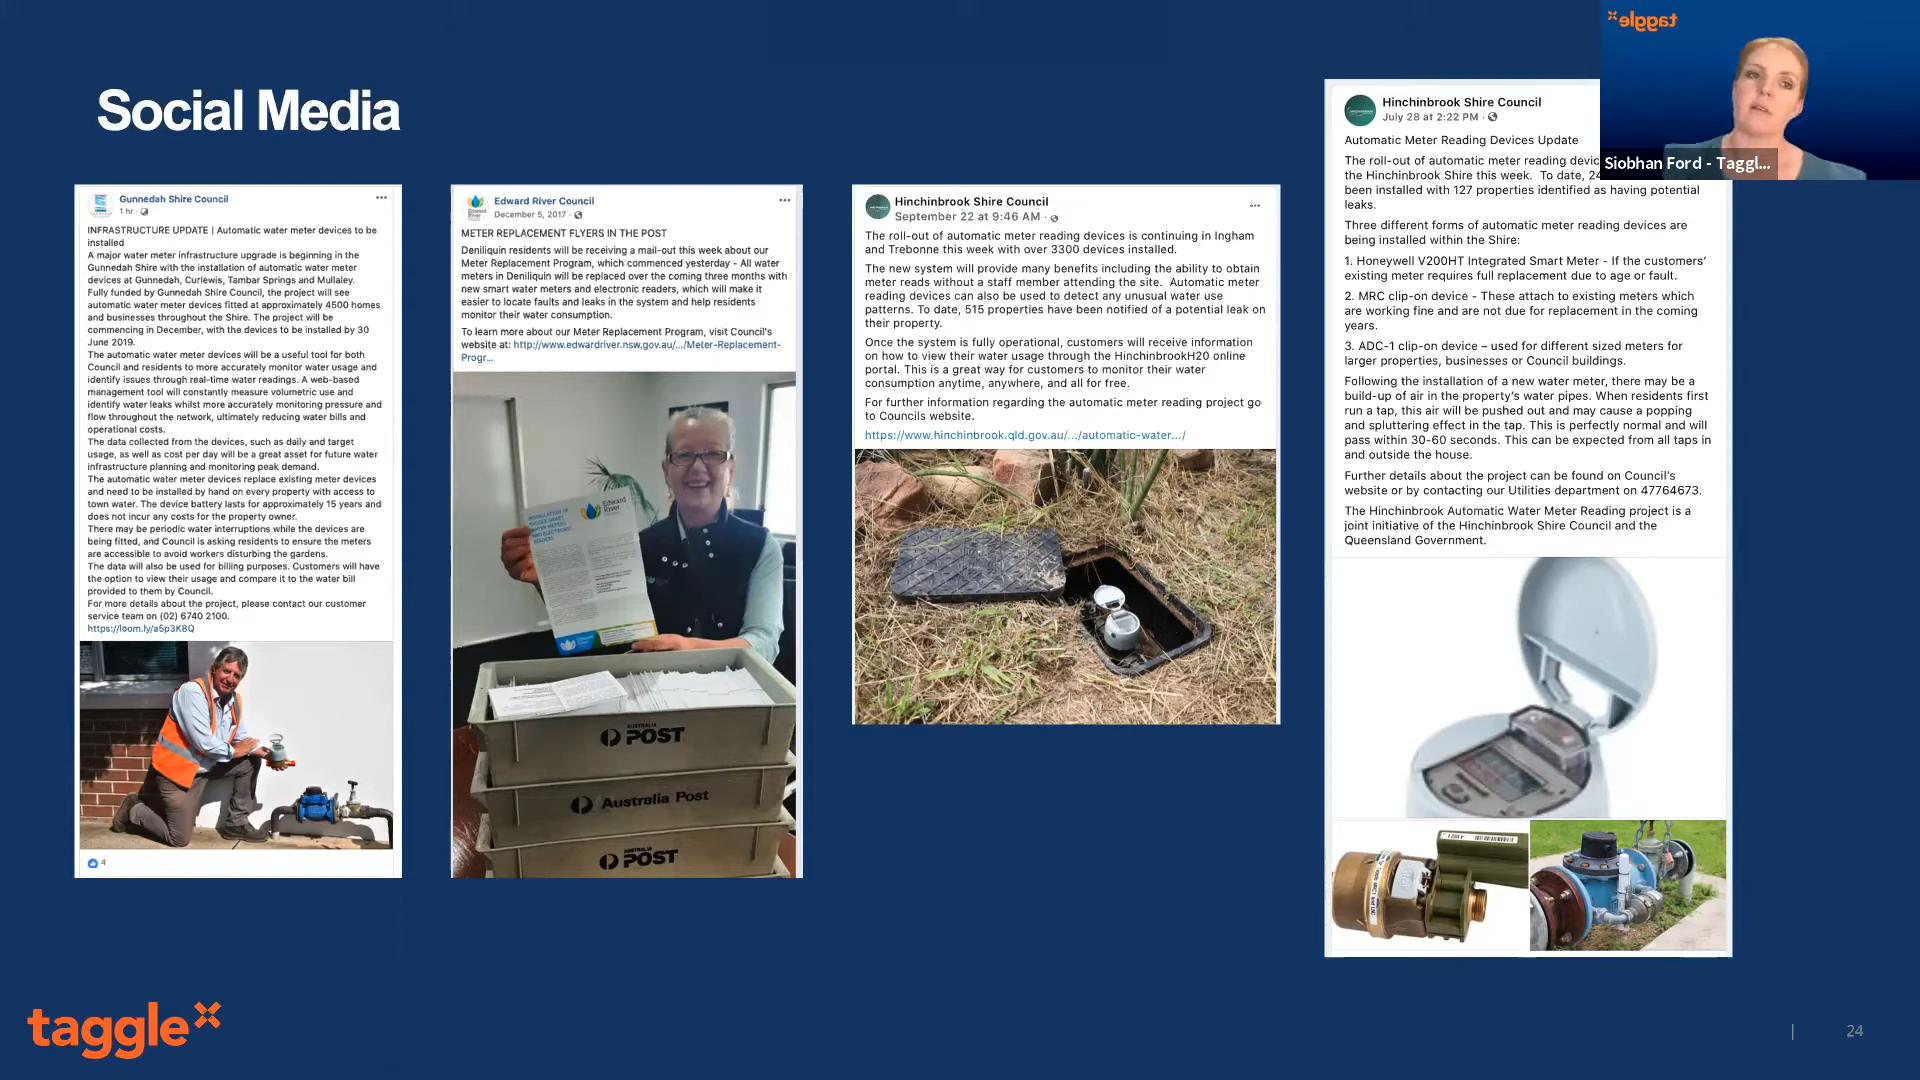 Social Media
Gunnedah Shire Council
1 hr ·
INFRASTRUCTURE UPDATE | Automatic water meter devices to be
installed
A major water meter infrastructure upgrade is beginning in the
Gunnedah Shire with the installation of automatic water meter
devices at Gunnedah, Curlewis, Tambar Springs and Mullaley.
Fully funded by Gunnedah Shire Council, the project will see
automatic water meter devices fitted at approximately 4500 homes
and businesses throughout the Shire. The project will be
commencing in December, with the devices to be installed by 30
June 2019.
The automatic water meter devices will be a useful tool for both
Council and residents to more accurately monitor water usage and
identify issues through real-time water readings. A web-based
management tool will constantly measure volumetric use and
identify water leaks whilst more accurately monitoring pressure and
flow throughout the network, ultimately reducing water bills and
operational costs.
The data collected from the devices, such as daily and target
usage, as well as cost per day will be a great asset for future water
infrastructure planning and monitoring peak demand.
The automatic water meter devices replace existing meter devices
and need to be installed by hand on every property with access to
town water. The device battery lasts for approximately 15 years and
does not incur any costs for the property owner.
There may be periodic water interruptions while the devices are
being fitted, and Council is asking residents to ensure the meters
are accessible to avoid workers disturbing the gardens.
The data will also be used for billing purposes. Customers will have
the option to view their usage and compare it to the water bill
provided to them by Council.
For more details about the project, please contact our customer
service team on (02) 6740 2100.
https://loom.ly/a5p3K8Q
4
Edward River Council
December 5, 2017 ·
METER REPLACEMENT FLYERS IN THE POST
Deniliquin residents will be receiving a mail-out this week about our
Meter Replacement Program, which commenced yesterday - All water
meters in Deniliquin will be replaced over the coming three months with
new smart water meters and electronic readers, which will make it
easier to locate faults and leaks in the system and help residents
monitor their water consumption.
To learn more about our Meter Replacement Program, visit Council's
website at: http://www.edwardriver.nsw.gov.au/.../Meter-Replacement-
Progr...
Edward
River
INSTALLATION OF
TAGGLE SMART
WATER METERS
AND ELECTRONIC
READERS
AUSTRALIA
POST
Australia Post
AUSTRALIA
POST
Hinchinbrook Shire Council
September 22 at 9:46 AM ·
The roll-out of automatic meter reading devices is continuing in Ingham
and Trebonne this week with over 3300 devices installed.
The new system will provide many benefits including the ability to obtain
meter reads without a staff member attending the site. Automatic meter
reading devices can also be used to detect any unusual water use
patterns. To date, 515 properties have been notified of a potential leak on
their property.
Once the system is fully operational, customers will receive information
on how to view their water usage through the HinchinbrookH20 online
portal. This is a great way for customers to monitor their water
consumption anytime, anywhere, and all for free.
For further information regarding the automatic meter reading project go
to Councils website.
https://www.hinchinbrook.qld.gov.au/.../automatic-water.../
Hinchinbrook Shire Council
July 28 at 2:22 PM ·
Automatic Meter Reading Devices Update
The roll-out of automatic meter reading devic
the Hinchinbrook Shire this week. To date, 24
been installed with 127 properties identified as having potential
leaks.
Three different forms of automatic meter reading devices are
being installed within the Shire:
1. Honeywell V200HT Integrated Smart Meter - If the customers'
existing meter requires full replacement due to age or fault.
2. MRC clip-on device - These attach to existing meters which
are working fine and are not due for replacement in the coming
years.
3. ADC-1 clip-on device – used for different sized meters for
larger properties, businesses or Council buildings.
Following the installation of a new water meter, there may be a
build-up of air in the property's water pipes. When residents first
run a tap, this air will be pushed out and may cause a popping
and spluttering effect in the tap. This is perfectly normal and will
pass within 30-60 seconds. This can be expected from all taps in
and outside the house.
Further details about the project can be found on Council's
website or by contacting our Utilities department on 47764673.
The Hinchinbrook Automatic Water Meter Reading project is a
joint initiative of the Hinchinbrook Shire Council and the
Queensland Government.
taggle
Siobhan Ford - Taggl...
taggle
24